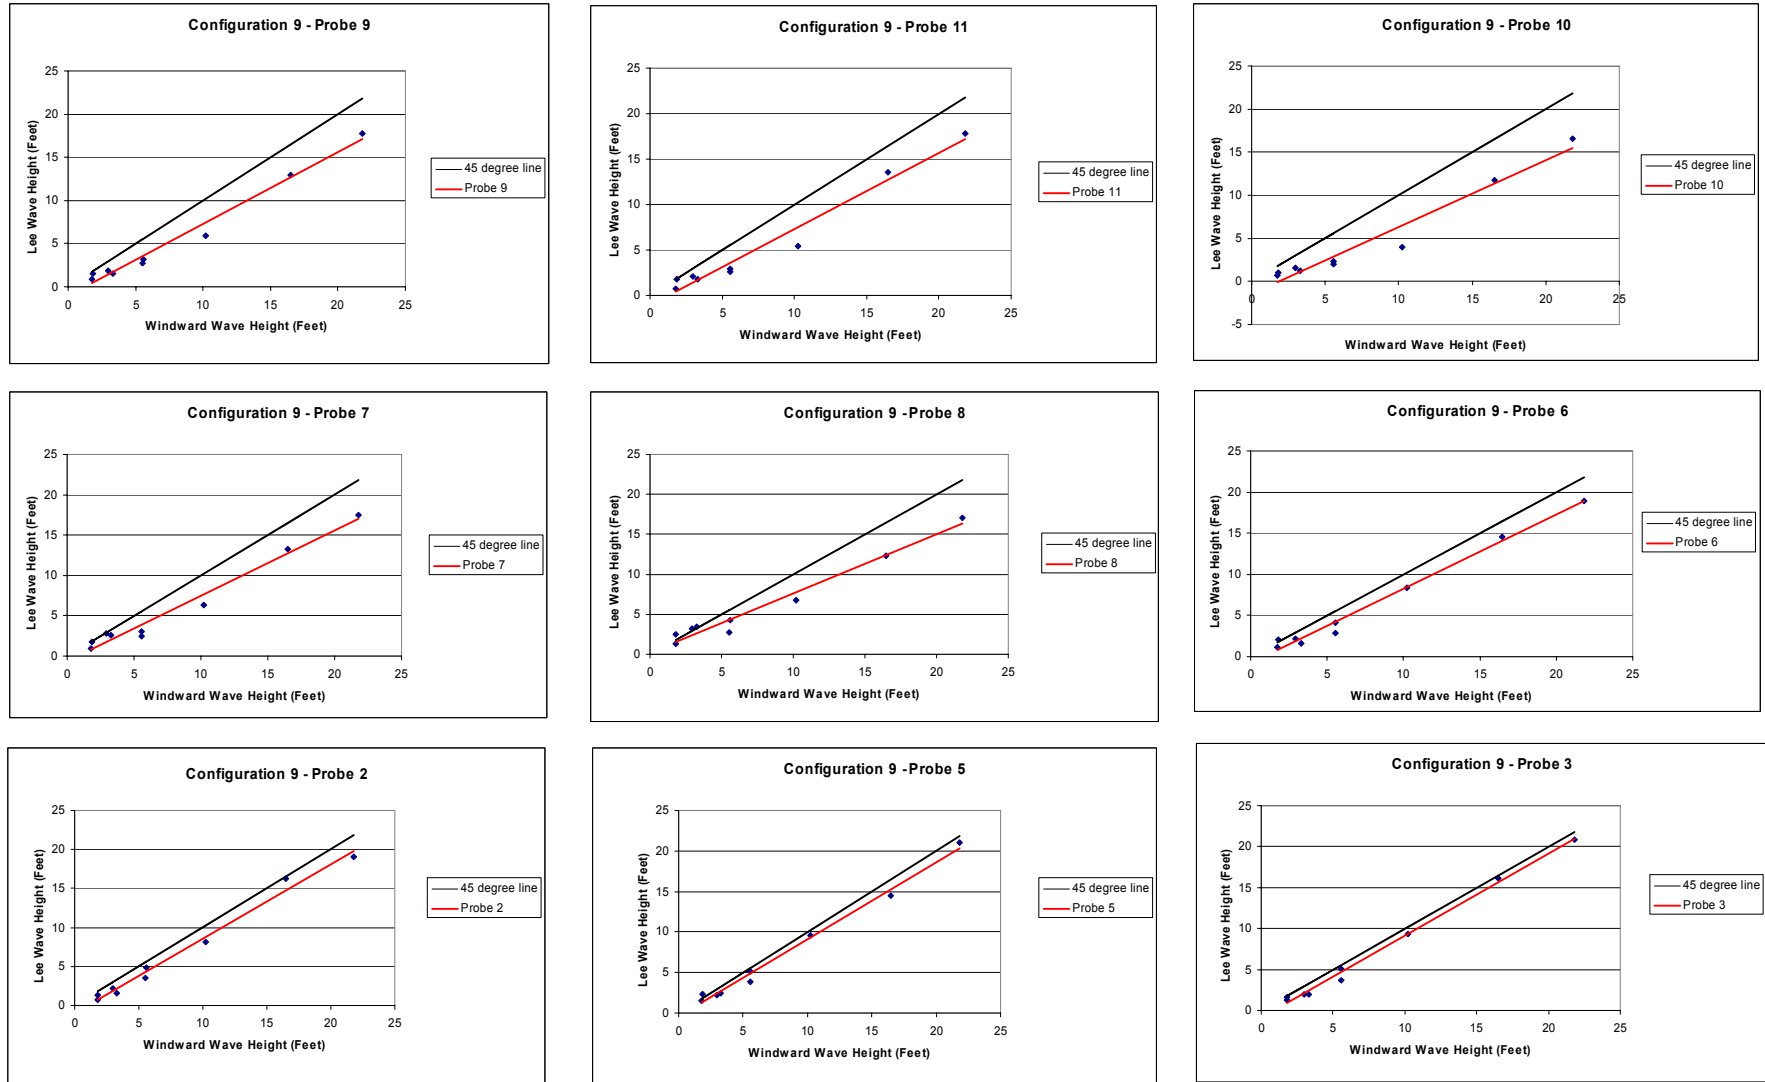 Configuration 9 - Probe 9
Lee Wave Height (Feet)
25
20
15
10
5
0
0 5 10 15 20 25
Windward Wave Height (Feet)
45 degree line
Probe 9
Configuration 9 - Probe 11
Lee Wave Height (Feet)
25
20
15
10
5
0
0 5 10 15 20 25
Windward Wave Height (Feet)
45 degree line
Probe 11
Configuration 9 - Probe 10
Lee Wave Height (Feet)
25
20
15
10
5
0
-5
0 5 10 15 20 25
Windward Wave Height (Feet)
45 degree line
Probe 10
Configuration 9 - Probe 7
Lee Wave Height (Feet)
25
20
15
10
5
0
0 5 10 15 20 25
Windward Wave Height (Feet)
45 degree line
Probe 7
Configuration 9 - Probe 8
Lee Wave Height (Feet)
25
20
15
10
5
0
0 5 10 15 20 25
Windward Wave Height (Feet)
45 degree line
Probe 8
Configuration 9 - Probe 6
Lee Wave Height (Feet)
25
20
15
10
5
0
0 5 10 15 20 25
Windward Wave Height (Feet)
45 degree line
Probe 6
Configuration 9 - Probe 2
Lee Wave Height (Feet)
25
20
15
10
5
0
0 5 10 15 20 25
Windward Wave Height (Feet)
45 degree line
Probe 2
Configuration 9 - Probe 5
Lee Wave Height (Feet)
25
20
15
10
5
0
0 5 10 15 20 25
Windward Wave Height (Feet)
45 degree line
Probe 5
Configuration 9 - Probe 3
Lee Wave Height (Feet)
25
20
15
10
5
0
0 5 10 15 20 25
Windward Wave Height (Feet)
45 degree line
Probe 3